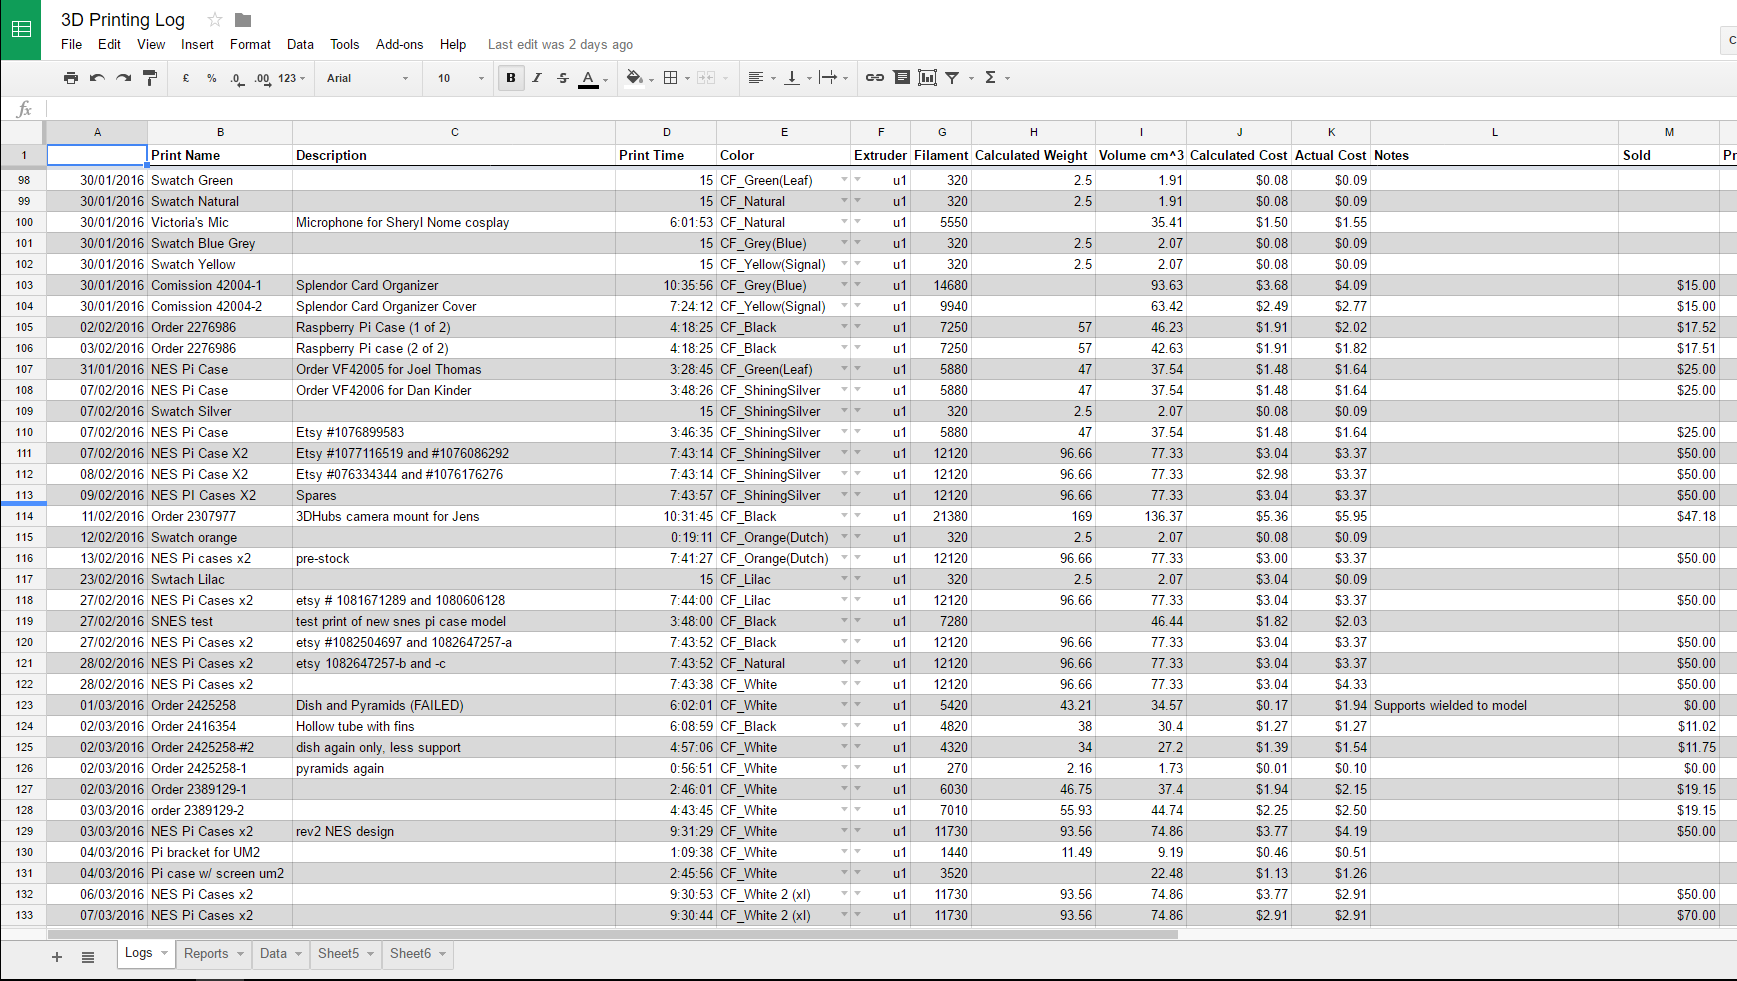 3D Printing Log
File Edit View Insert Format Data Tools Add-ons Help Last edit was 2 days ago
£ % .0 .00 123 Arial 10 B I S A Σ
fx
A B C D E F G H I J K L M
1 Print Name Description Print Time Color Extruder Filament Calculated Weight Volume cm^3 Calculated Cost Actual Cost Notes Sold Pr
98 30/01/2016 Swatch Green 15 CF_Green(Leaf) u1 320 2.5 1.91 $0.08 $0.09
99 30/01/2016 Swatch Natural 15 CF_Natural u1 320 2.5 1.91 $0.08 $0.09
100 30/01/2016 Victoria's Mic Microphone for Sheryl Nome cosplay 6:01:53 CF_Natural u1 5550 35.41 $1.50 $1.55
101 30/01/2016 Swatch Blue Grey 15 CF_Grey(Blue) u1 320 2.5 2.07 $0.08 $0.09
102 30/01/2016 Swatch Yellow 15 CF_Yellow(Signal) u1 320 2.5 2.07 $0.08 $0.09
103 30/01/2016 Comission 42004-1 Splendor Card Organizer 10:35:56 CF_Grey(Blue) u1 14680 93.63 $3.68 $4.09 $15.00
104 30/01/2016 Comission 42004-2 Splendor Card Organizer Cover 7:24:12 CF_Yellow(Signal) u1 9940 63.42 $2.49 $2.77 $15.00
105 02/02/2016 Order 2276986 Raspberry Pi Case (1 of 2) 4:18:25 CF_Black u1 7250 57 46.23 $1.91 $2.02 $17.52
106 03/02/2016 Order 2276986 Raspberry Pi case (2 of 2) 4:18:25 CF_Black u1 7250 57 42.63 $1.91 $1.82 $17.51
107 31/01/2016 NES Pi Case Order VF42005 for Joel Thomas 3:28:45 CF_Green(Leaf) u1 5880 47 37.54 $1.48 $1.64 $25.00
108 07/02/2016 NES Pi Case Order VF42006 for Dan Kinder 3:48:26 CF_ShiningSilver u1 5880 47 37.54 $1.48 $1.64 $25.00
109 07/02/2016 Swatch Silver 15 CF_ShiningSilver u1 320 2.5 2.07 $0.08 $0.09
110 07/02/2016 NES Pi Case Etsy #1076899583 3:46:35 CF_ShiningSilver u1 5880 47 37.54 $1.48 $1.64 $25.00
111 07/02/2016 NES Pi Case X2 Etsy #1077116519 and #1076086292 7:43:14 CF_ShiningSilver u1 12120 96.66 77.33 $3.04 $3.37 $50.00
112 08/02/2016 NES Pi Case X2 Etsy #076334344 and #1076176276 7:43:14 CF_ShiningSilver u1 12120 96.66 77.33 $2.98 $3.37 $50.00
113 09/02/2016 NES PI Cases X2 Spares 7:43:57 CF_ShiningSilver u1 12120 96.66 77.33 $3.04 $3.37 $50.00
114 11/02/2016 Order 2307977 3DHubs camera mount for Jens 10:31:45 CF_Black u1 21380 169 136.37 $5.36 $5.95 $47.18
115 12/02/2016 Swatch orange 0:19:11 CF_Orange(Dutch) u1 320 2.5 2.07 $0.08 $0.09
116 13/02/2016 NES Pi cases x2 pre-stock 7:41:27 CF_Orange(Dutch) u1 12120 96.66 77.33 $3.00 $3.37 $50.00
117 23/02/2016 Swtach Lilac 15 CF_Lilac u1 320 2.5 2.07 $3.04 $0.09
118 27/02/2016 NES Pi Cases x2 etsy # 1081671289 and 1080606128 7:44:00 CF_Lilac u1 12120 96.66 77.33 $3.04 $3.37 $50.00
119 27/02/2016 SNES test test print of new snes pi case model 3:48:00 CF_Black u1 7280 46.44 $1.82 $2.03
120 27/02/2016 NES Pi Cases x2 etsy #1082504697 and 1082647257-a 7:43:52 CF_Black u1 12120 96.66 77.33 $3.04 $3.37 $50.00
121 28/02/2016 NES Pi Cases x2 etsy 1082647257-b and -c 7:43:52 CF_Natural u1 12120 96.66 77.33 $3.04 $3.37 $50.00
122 28/02/2016 NES Pi Cases x2 7:43:38 CF_White u1 12120 96.66 77.33 $3.04 $4.33 $50.00
123 01/03/2016 Order 2425258 Dish and Pyramids (FAILED) 6:02:01 CF_White u1 5420 43.21 34.57 $0.17 $1.94 Supports wielded to model $0.00
124 02/03/2016 Order 2416354 Hollow tube with fins 6:08:59 CF_Black u1 4820 38 30.4 $1.27 $1.27 $11.02
125 02/03/2016 Order 2425258-#2 dish again only, less support 4:57:06 CF_White u1 4320 34 27.2 $1.39 $1.54 $11.75
126 02/03/2016 Order 2425258-1 pyramids again 0:56:51 CF_White u1 270 2.16 1.73 $0.01 $0.10 $0.00
127 02/03/2016 Order 2389129-1 2:46:01 CF_White u1 6030 46.75 37.4 $1.94 $2.15 $19.15
128 03/03/2016 order 2389129-2 4:43:45 CF_White u1 7010 55.93 44.74 $2.25 $2.50 $19.15
129 03/03/2016 NES Pi Cases x2 rev2 NES design 9:31:29 CF_White u1 11730 93.56 74.86 $3.77 $4.19 $50.00
130 04/03/2016 Pi bracket for UM2 1:09:38 CF_White u1 1440 11.49 9.19 $0.46 $0.51
131 04/03/2016 Pi case w/ screen um2 2:45:56 CF_White u1 3520 22.48 $1.13 $1.26
132 06/03/2016 NES Pi Cases x2 9:30:53 CF_White 2 (xl) u1 11730 93.56 74.86 $3.77 $2.91 $50.00
133 07/03/2016 NES Pi Cases x2 9:30:44 CF_White 2 (xl) u1 11730 93.56 74.86 $2.91 $2.91 $70.00
Logs Reports Data Sheet5 Sheet6